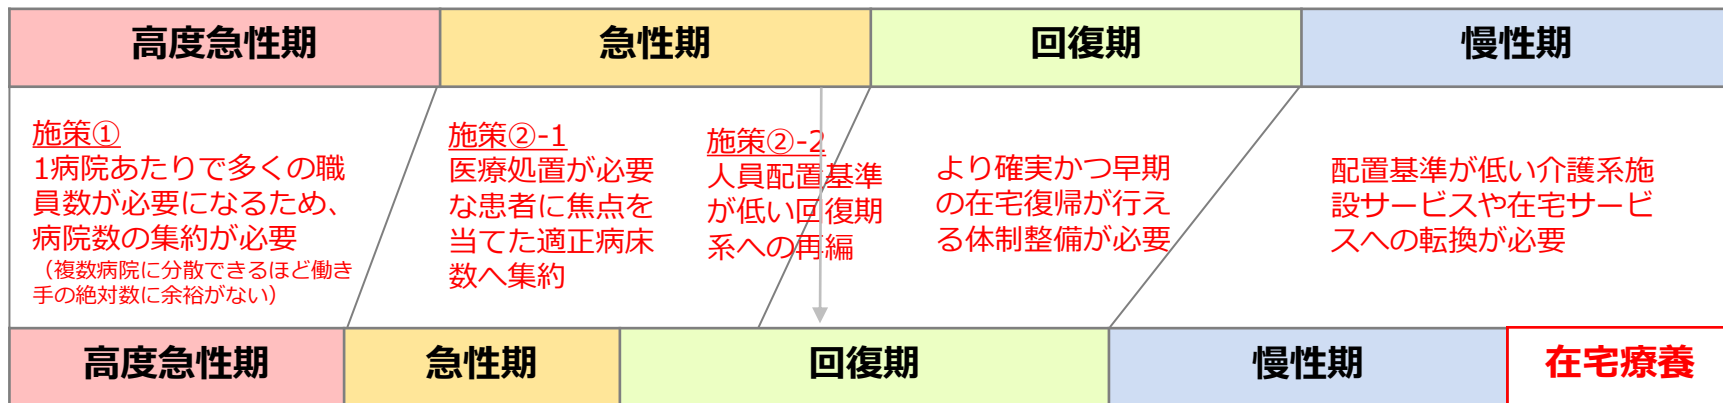 高度急性期
急性期
回復期
慢性期
施策①
1病院あたりで多くの職
員数が必要になるため、
病院数の集約が必要
（複数病院に分散できるほど働き
手の絶対数に余裕がない）
施策②-1
医療処置が必要
な患者に焦点を
当てた適正病床
数へ集約
施策②-2
人員配置基準
が低い回復期
系への再編
より確実かつ早期
の在宅復帰が行え
る体制整備が必要
配置基準が低い介護系施
設サービスや在宅サービ
スへの転換が必要
高度急性期
急性期
回復期
慢性期
在宅療養